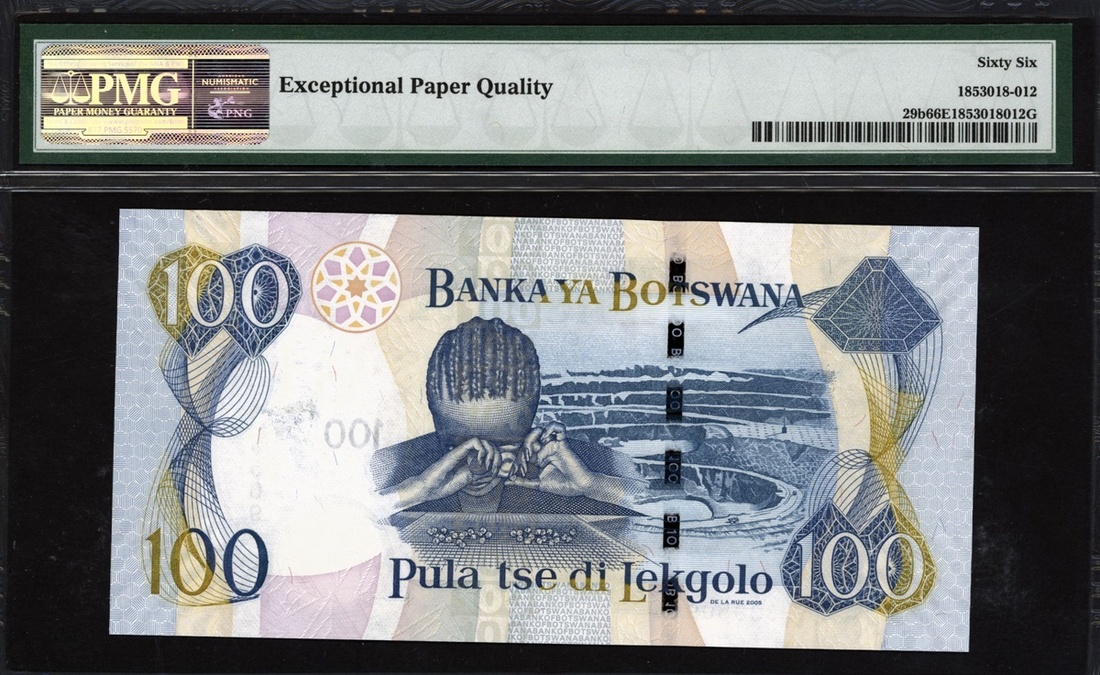 PMG
PAPER MONEY GUARANTY
NUMISMATIC
PNG
Exceptional Paper Quality
Sixty Six
1853018-012
29b66E1853018012G
100
BANKA YA BOTSWANA
100
100
Pula tse di Lekgolo
100
DE LA RUE 2005